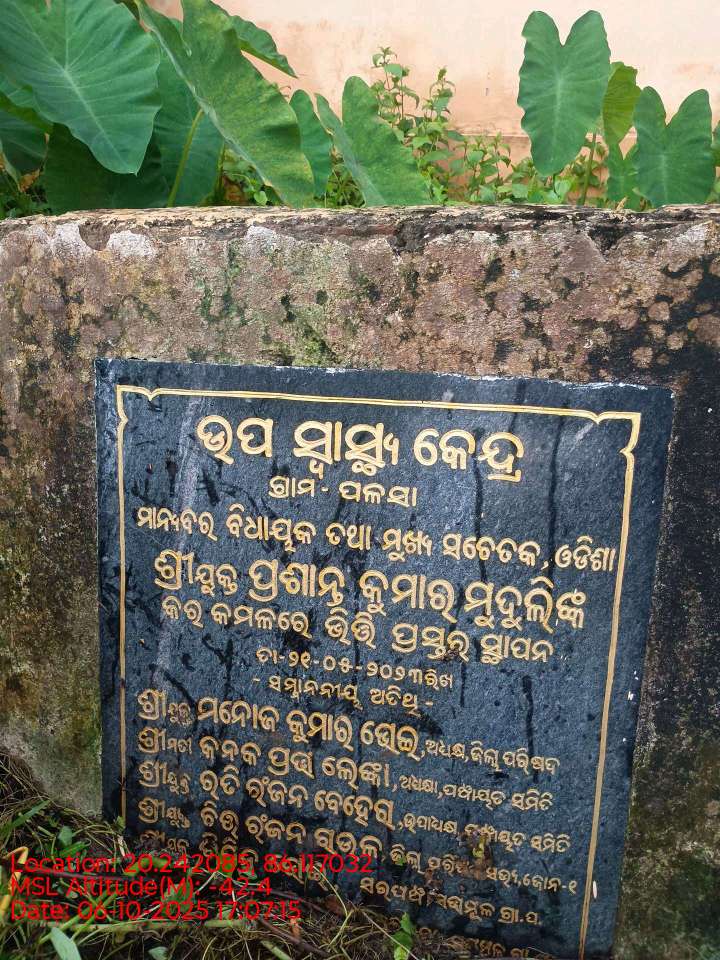 ଉପ ସ୍ୱାସ୍ଥ୍ୟ କେନ୍ଦ୍ର
ଗ୍ରାମ- ପଳସା
ମାନ୍ୟବର ବିଧାୟକ ତଥା ମୁଖ୍ୟ ସଚେତକ, ଓଡିଶା
ଶ୍ରୀଯୁକ୍ତ ପ୍ରଶାନ୍ତ କୁମାର ମୁଦୁଲିଙ୍କ
କର କମଳରେ ଭିତ୍ତି ପ୍ରସ୍ତର ସ୍ଥାପନ
ତା-୨୧-୦୫-୨୦୨୩ରିଖ
- ସମ୍ମାନନୀୟ ଅତିଥି -
ଶ୍ରୀଯୁକ୍ତ ମନୋଜ କୁମାର ଭୋଇ, ଅଧ୍ୟକ୍ଷ, ଜିଲ୍ଲା ପରିଷଦ
ଶ୍ରୀମତୀ କନକ ପ୍ରଭା ଲେଙ୍କା, ଅଧ୍ୟକ୍ଷା, ପଞ୍ଚାୟତ ସମିତି
ଶ୍ରୀଯୁକ୍ତ ରତି ରଂଜନ ବେହେରା, ଉପାଧ୍ୟକ୍ଷ, ପଞ୍ଚାୟତ ସମିତି
ଶ୍ରୀଯୁକ୍ତ ଚିତ୍ତ ରଂଜନ ଜିଲ୍ଲା ପରିଷଦ ସଭ୍ୟ, ଜୋନ-୧
ସରପଞ୍ଚ ଗ୍ରା.ପ.
Location: 20.242085, 86.117032
MSL Altitude(M): -42.4
Date: 06-10-2025 17:07:15